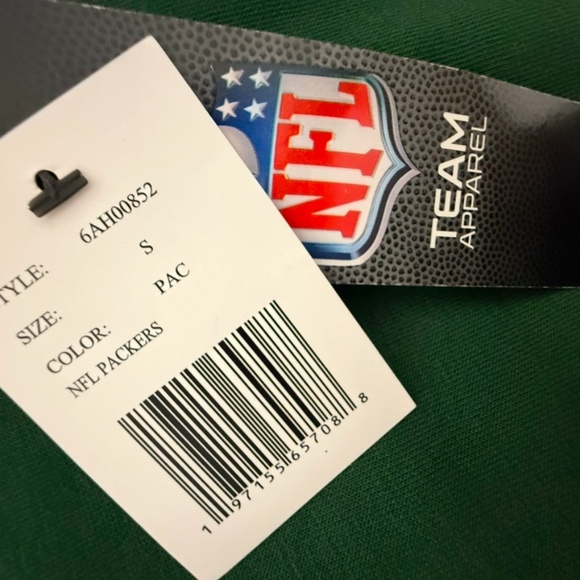 NFL
TEAM
APPAREL
TYLE: 6AH00852
SIZE: S
COLOR: PAC
NFL PACKERS
1 97155 65708 8